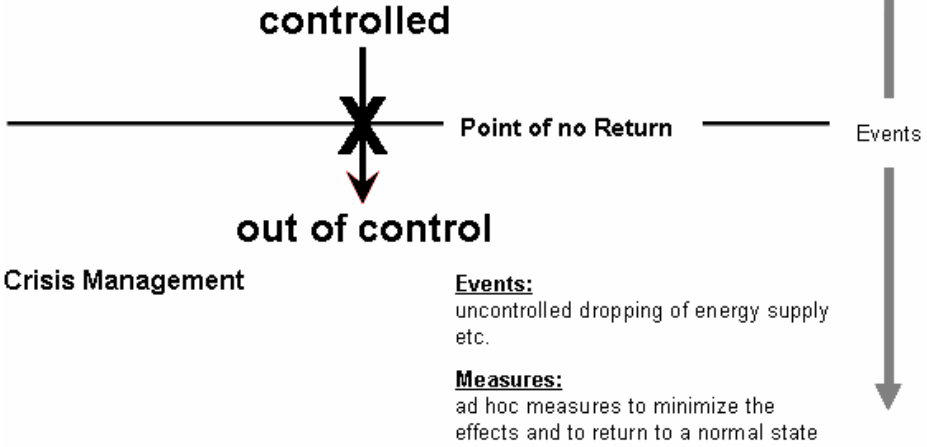 controlled
X
Point of no Return
Events
out of control
Crisis Management
Events:
uncontrolled dropping of energy supply
etc.
Measures:
ad hoc measures to minimize the
effects and to return to a normal state